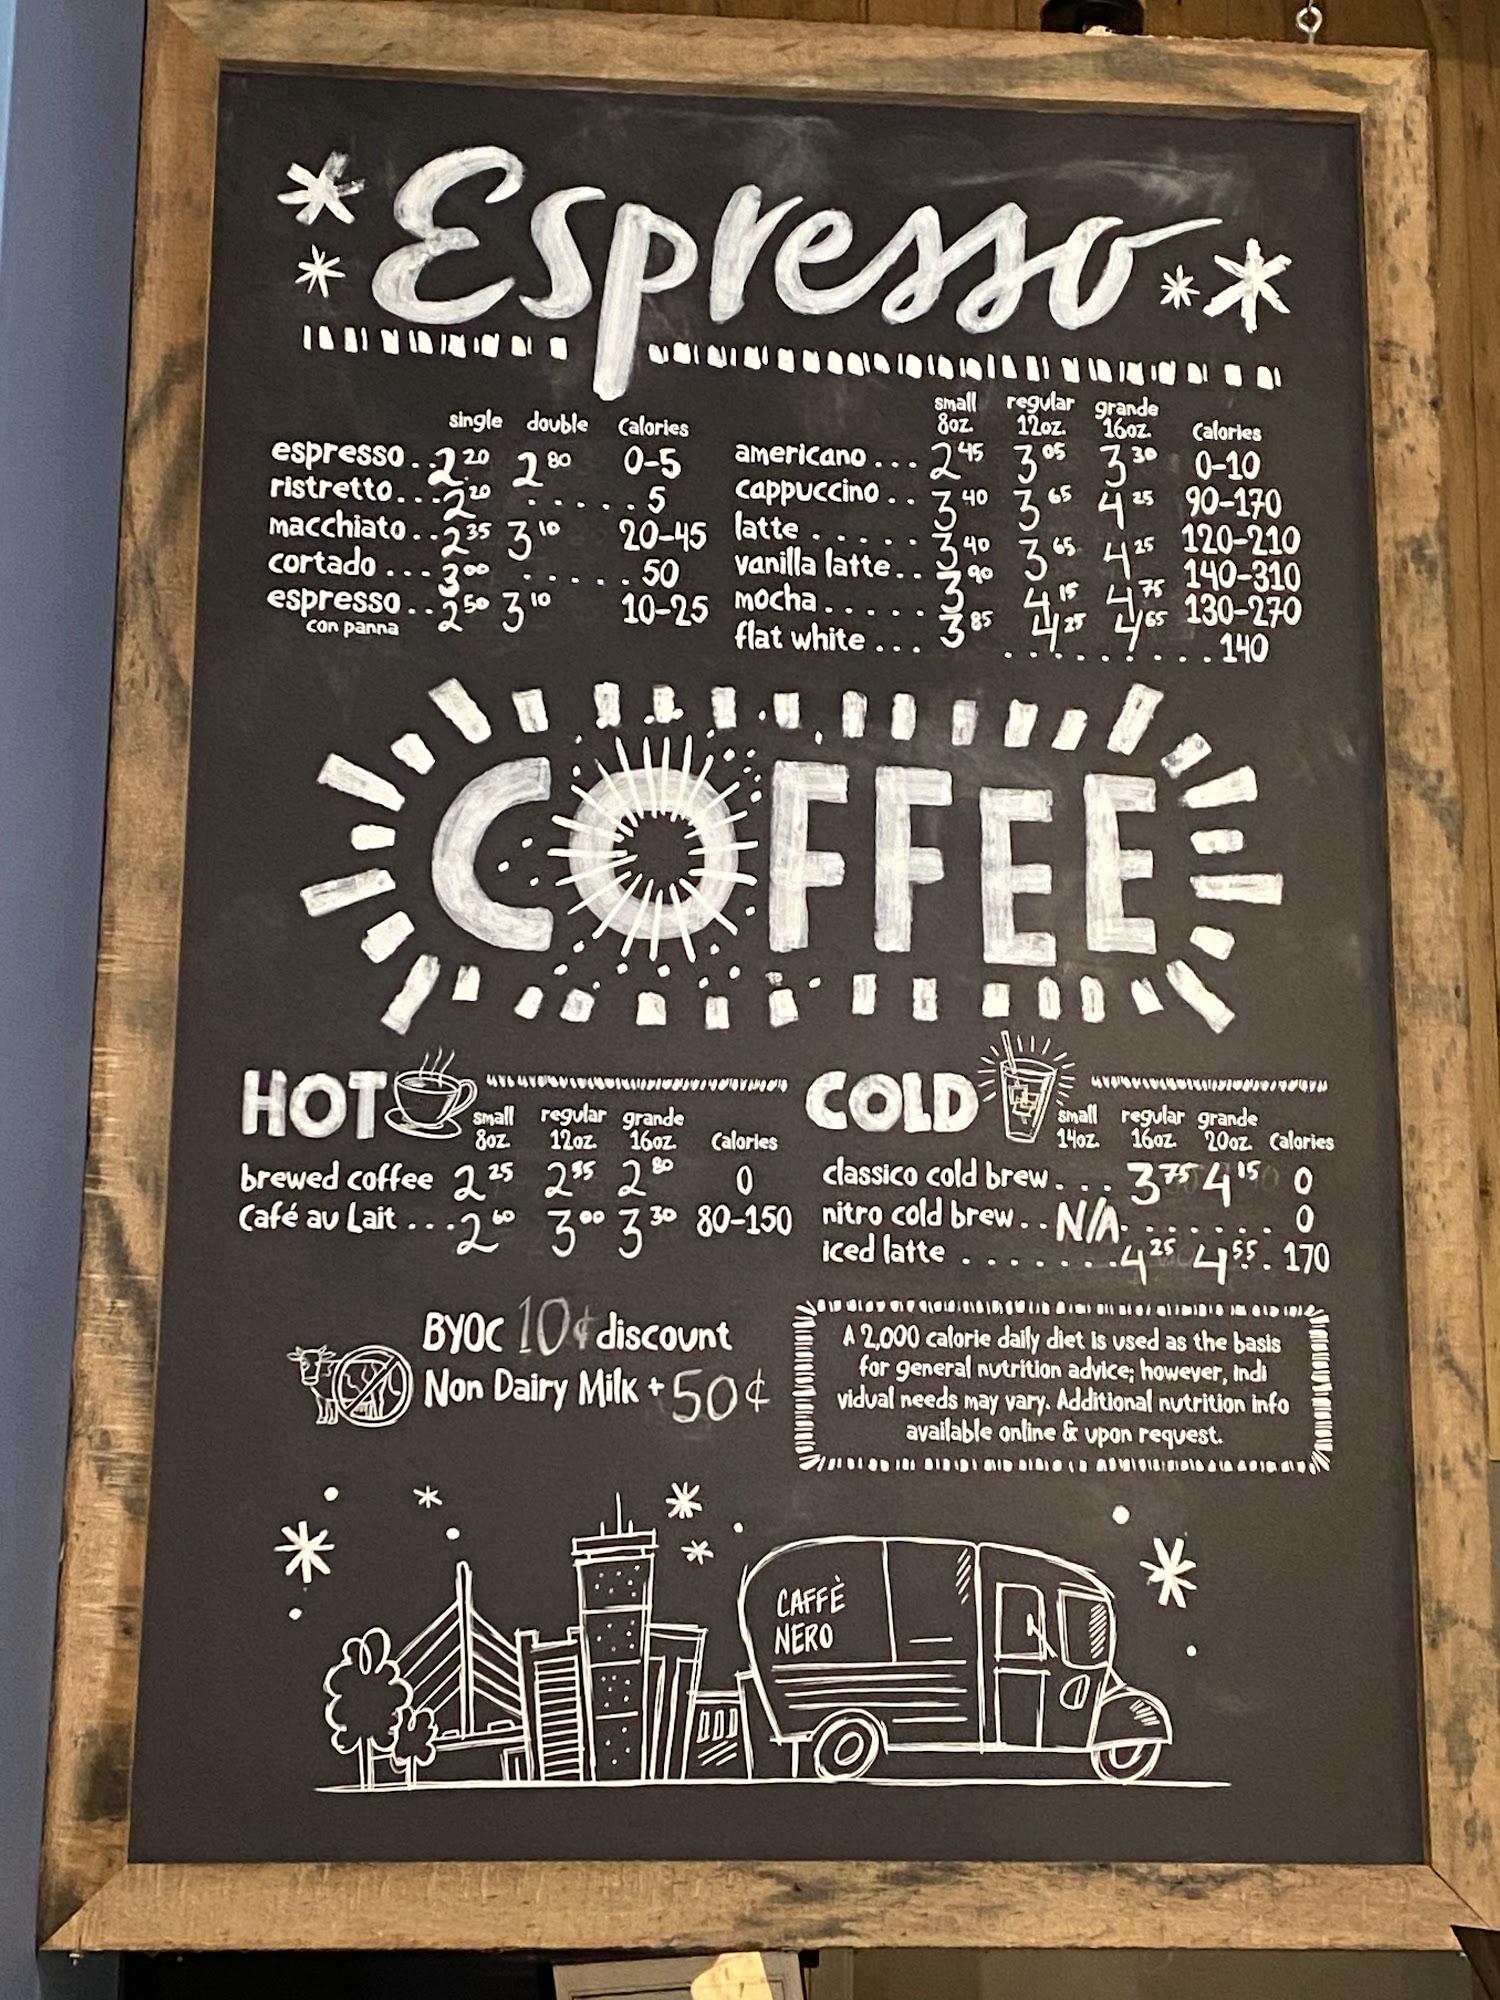 Espresso
single double Calories
espresso.. 2 20 2 80 0-5
ristretto... 2 20 ...... 5
macchiato.. 2 35 3 10 20-45
cortado ... 3 00 ...... 50
espresso.. 2 50 3 10 10-25
con panna
small regular grande
8oz. 12oz. 16oz. Calories
americano... 2 45 3 05 3 30 0-10
cappuccino.. 3 40 3 65 4 25 90-170
latte ..... 3 40 3 65 4 25 120-210
vanilla latte.. 3 90 4 15 4 75 140-310
mocha..... 3 85 4 25 4 65 130-270
flat white ... ......... 140
COFFEE
HOT
small regular grande
8oz. 12oz. 16oz. Calories
brewed coffee 2 25 2 55 2 80 0
Café au Lait ... 2 60 3 00 3 30 80-150
COLD
small regular grande
14oz. 16oz. 20oz. Calories
classico cold brew... 3 75 4 15 0
nitro cold brew.. N/A. ....... 0
iced latte ....... 4 25 4 55. 170
BYOC 10¢ discount
Non Dairy Milk + 50¢
A 2,000 calorie daily diet is used as the basis
for general nutrition advice; however, indi
vidual needs may vary. Additional nutrition info
available online & upon request.
CAFFÈ
NERO